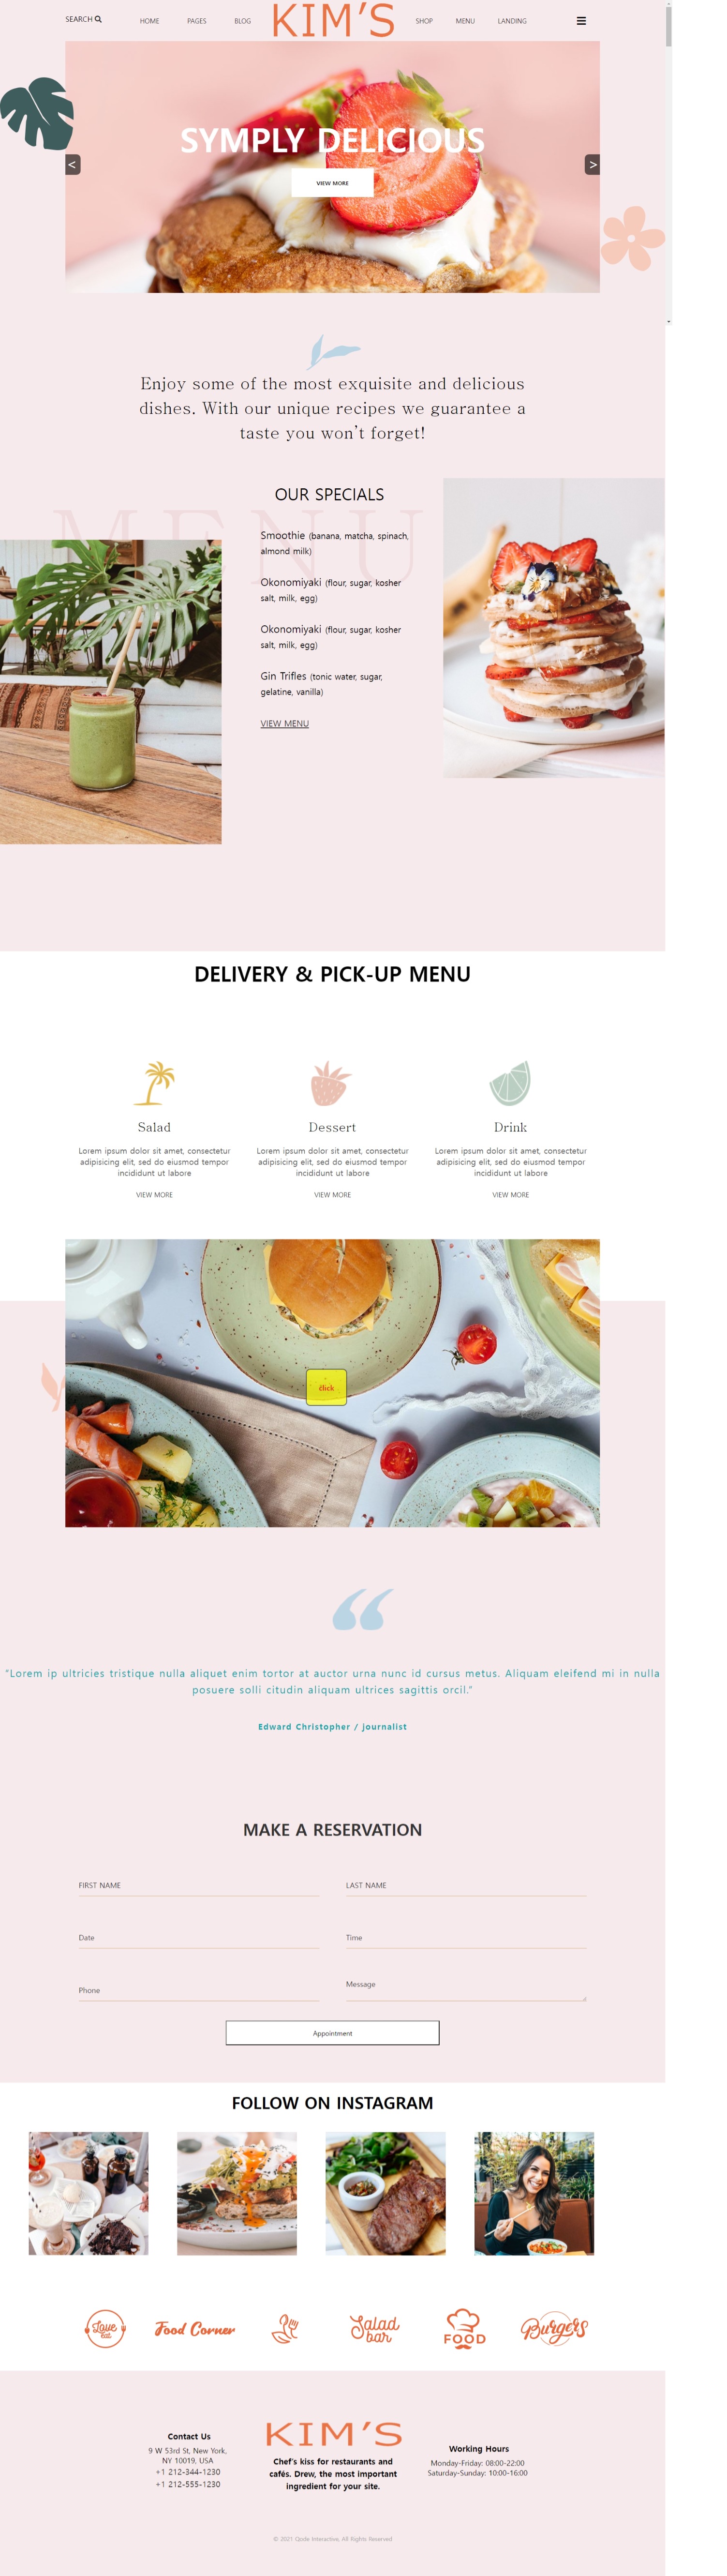 SEARCH
HOME PAGES BLOG KIM'S SHOP MENU LANDING
SYMPLY DELICIOUS
< >
VIEW MORE
Enjoy some of the most exquisite and delicious
dishes. With our unique recipes we guarantee a
taste you won't forget!
MENU
OUR SPECIALS
Smoothie (banana, matcha, spinach,
almond milk)
Okonomiyaki (flour, sugar, kosher
salt, milk, egg)
Okonomiyaki (flour, sugar, kosher
salt, milk, egg)
Gin Trifles (tonic water, sugar,
gelatine, vanilla)
VIEW MENU
DELIVERY & PICK-UP MENU
Salad
Lorem ipsum dolor sit amet, consectetur
adipisicing elit, sed do eiusmod tempor
incididunt ut labore
VIEW MORE
Dessert
Lorem ipsum dolor sit amet, consectetur
adipisicing elit, sed do eiusmod tempor
incididunt ut labore
VIEW MORE
Drink
Lorem ipsum dolor sit amet, consectetur
adipisicing elit, sed do eiusmod tempor
incididunt ut labore
VIEW MORE
click
“
"Lorem ip ultricies tristique nulla aliquet enim tortor at auctor urna nunc id cursus metus. Aliquam eleifend mi in nulla
posuere solli citudin aliquam ultrices sagittis orcil."
Edward Christopher / journalist
MAKE A RESERVATION
FIRST NAME
LAST NAME
Date
Time
Phone
Message
Appointment
FOLLOW ON INSTAGRAM
Love
eat
Food Corner
Salad
bar
FOOD
Burgers
Contact Us
9 W 53rd St, New York,
NY 10019, USA
+1 212-344-1230
+1 212-555-1230
KIM'S
Chef's kiss for restaurants and
cafés. Drew, the most important
ingredient for your site.
Working Hours
Monday-Friday: 08:00-22:00
Saturday-Sunday: 10:00-16:00
© 2021 Qode Interactive, All Rights Reserved